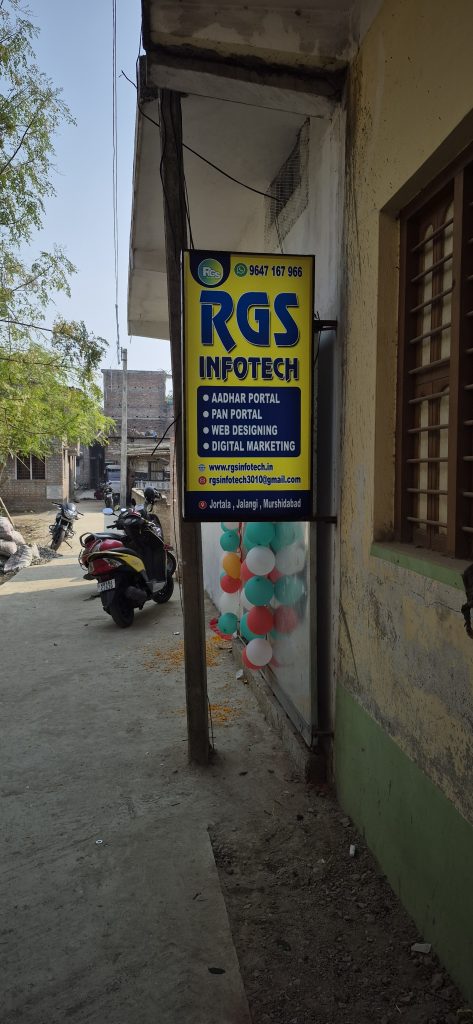 RGS
9647 167 966
RGS
INFOTECH
• AADHAR PORTAL
• PAN PORTAL
• WEB DESIGNING
• DIGITAL MARKETING
www.rgsinfotech.in
rgsinfotech3010@gmail.com
Jortala , Jalangi , Murshidabad